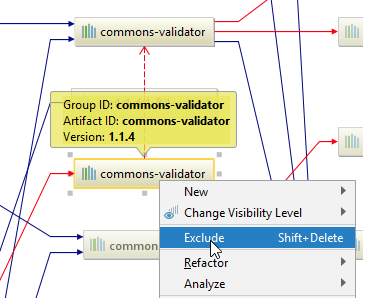 commons-validator
Group ID: commons-validator
Artifact ID: commons-validator
Version: 1.1.4
commons-validator
New
Change Visibility Level
Exclude Shift+Delete
Refactor
Analyze